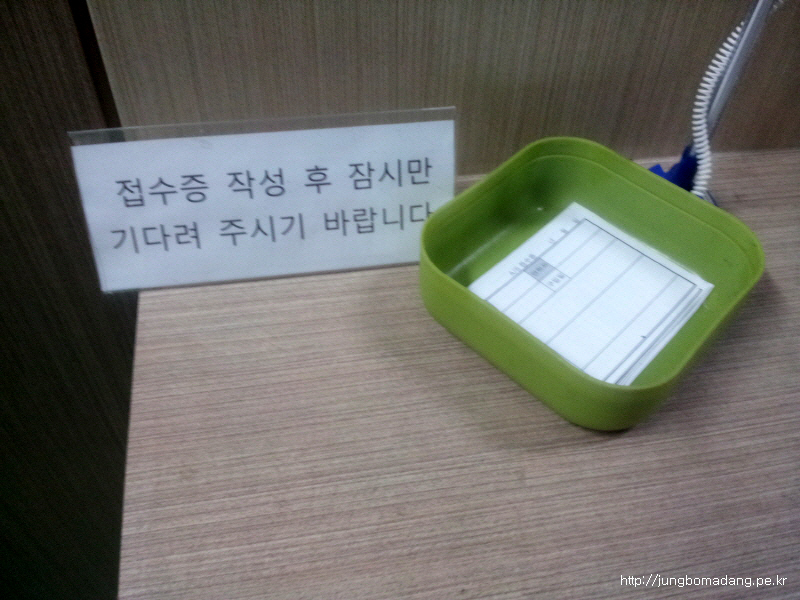 접수증 작성 후 잠시만
기다려 주시기 바랍니다
http://jungbomadang.pe.kr